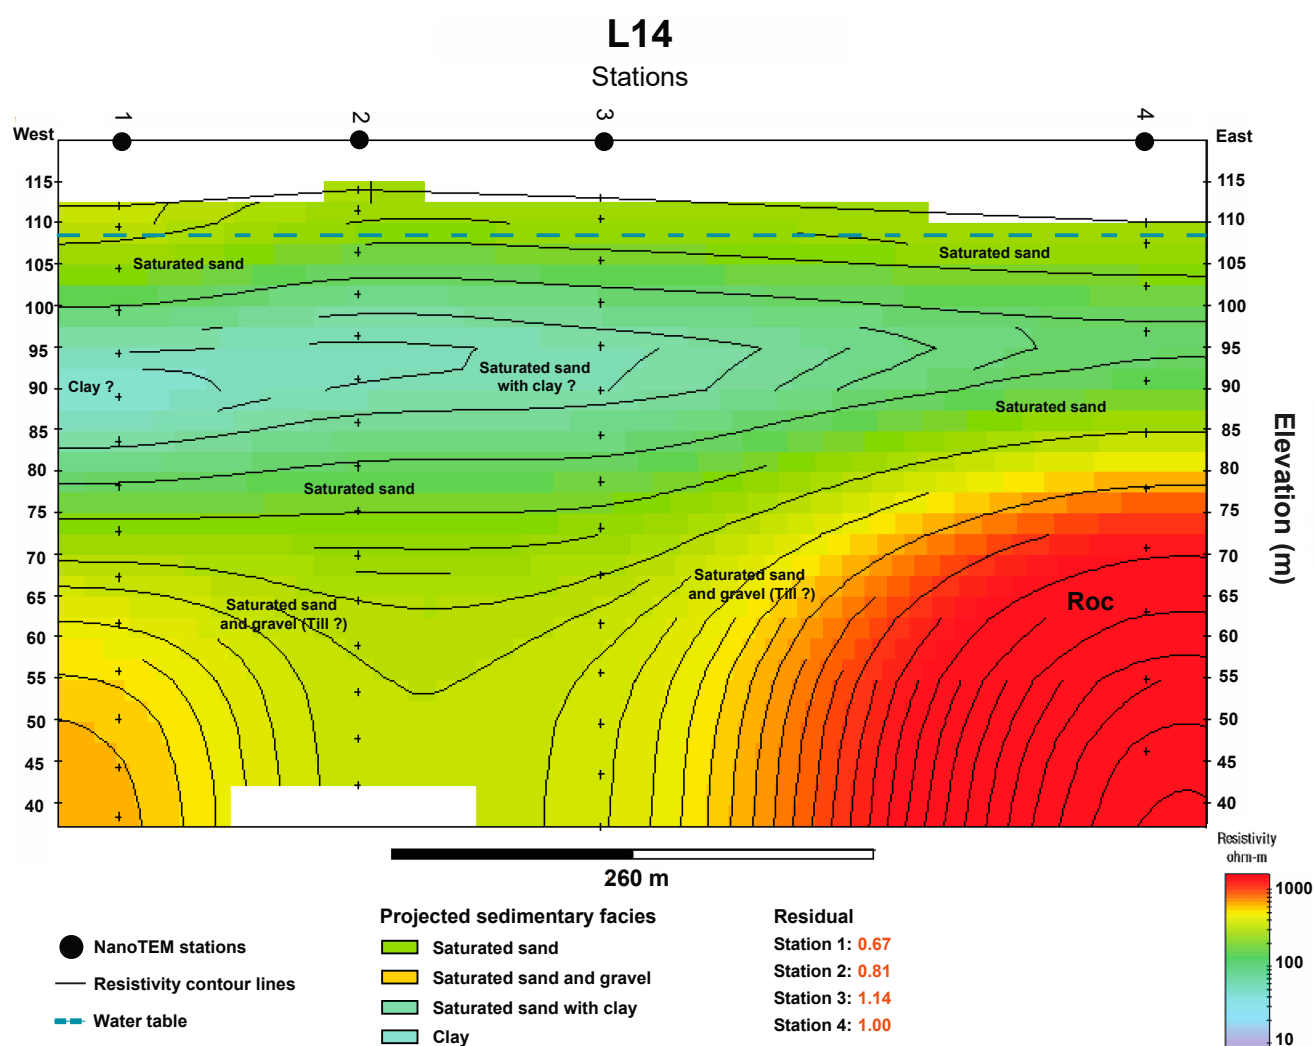 L14
Stations
1 2 3 4
West East
115 115
110 110
Saturated sand
105 Saturated sand 105
100 100
95 95
Saturated sand
with clay ?
90 Clay ? 90
Saturated sand
85 85
80 80
Saturated sand
75 75
70 70
Saturated sand
and gravel (Till ?)
65 65
Saturated sand
and gravel (Till ?)
Roc
60 60
55 55
50 50
45 45
40 40
Elevation (m)
260 m
Resistivity
ohm-m
1000
100
10
NanoTEM stations
Resistivity contour lines
Water table
Projected sedimentary facies
Saturated sand
Saturated sand and gravel
Saturated sand with clay
Clay
Residual
Station 1: 0.67
Station 2: 0.81
Station 3: 1.14
Station 4: 1.00